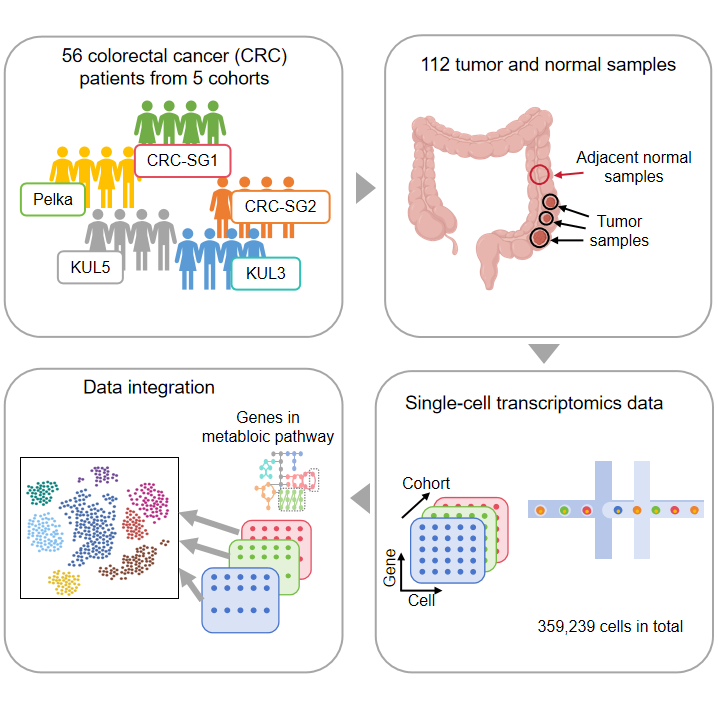 56 colorectal cancer (CRC)
patients from 5 cohorts
CRC-SG1
Pelka
CRC-SG2
KUL5
KUL3
112 tumor and normal samples
Adjacent normal
samples
Tumor
samples
Single-cell transcriptomics data
Cohort
Gene
Cell
359,239 cells in total
Data integration
Genes in
metabloic pathway